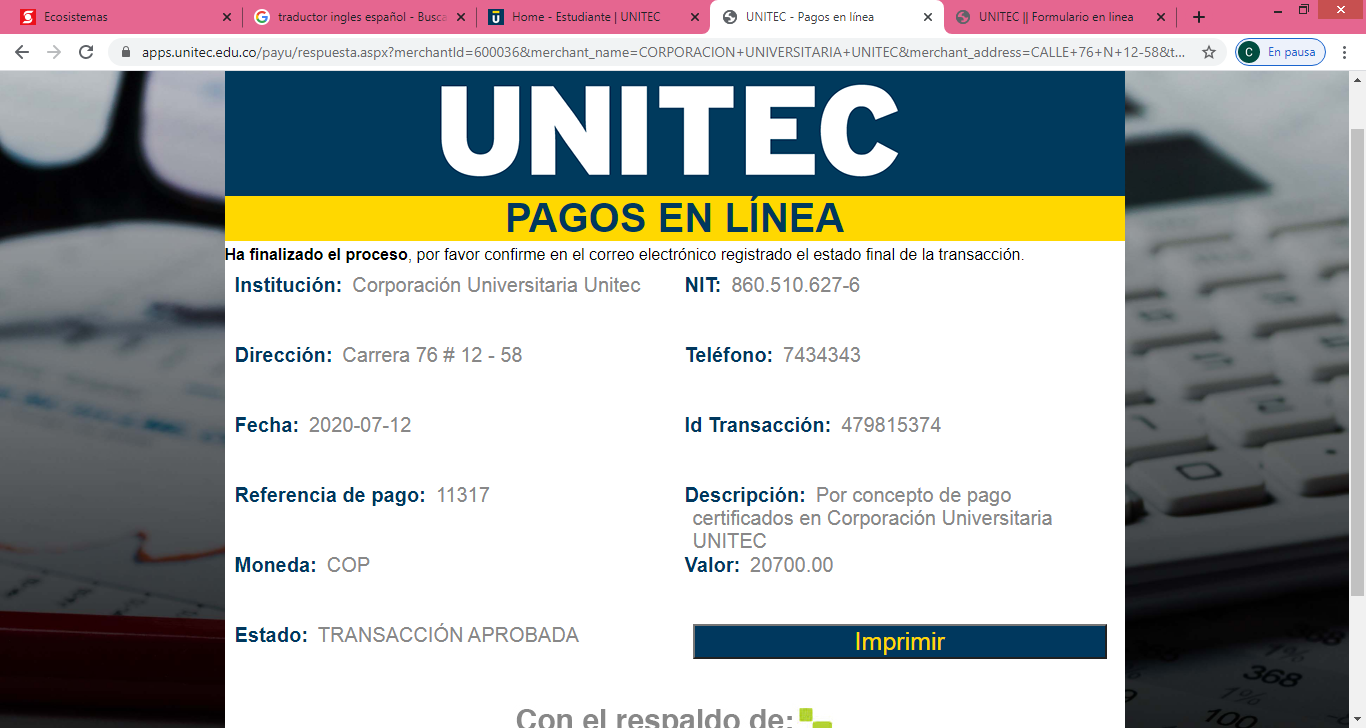 Ecosistemas
traductor ingles español - Busca
Home - Estudiante | UNITEC
UNITEC - Pagos en línea
UNITEC || Formulario en linea
apps.unitec.edu.co/payu/respuesta.aspx?merchantId=600036&merchant_name=CORPORACION+UNIVERSITARIA+UNITEC&merchant_address=CALLE+76+N+12-58&t...
C En pausa
UNITEC
PAGOS EN LÍNEA
Ha finalizado el proceso, por favor confirme en el correo electrónico registrado el estado final de la transacción.
Institución: Corporación Universitaria Unitec
NIT: 860.510.627-6
Dirección: Carrera 76 # 12 - 58
Teléfono: 7434343
Fecha: 2020-07-12
Id Transacción: 479815374
Referencia de pago: 11317
Descripción: Por concepto de pago
certificados en Corporación Universitaria
UNITEC
Moneda: COP
Valor: 20700.00
Estado: TRANSACCIÓN APROBADA
Imprimir
Con el respaldo de: